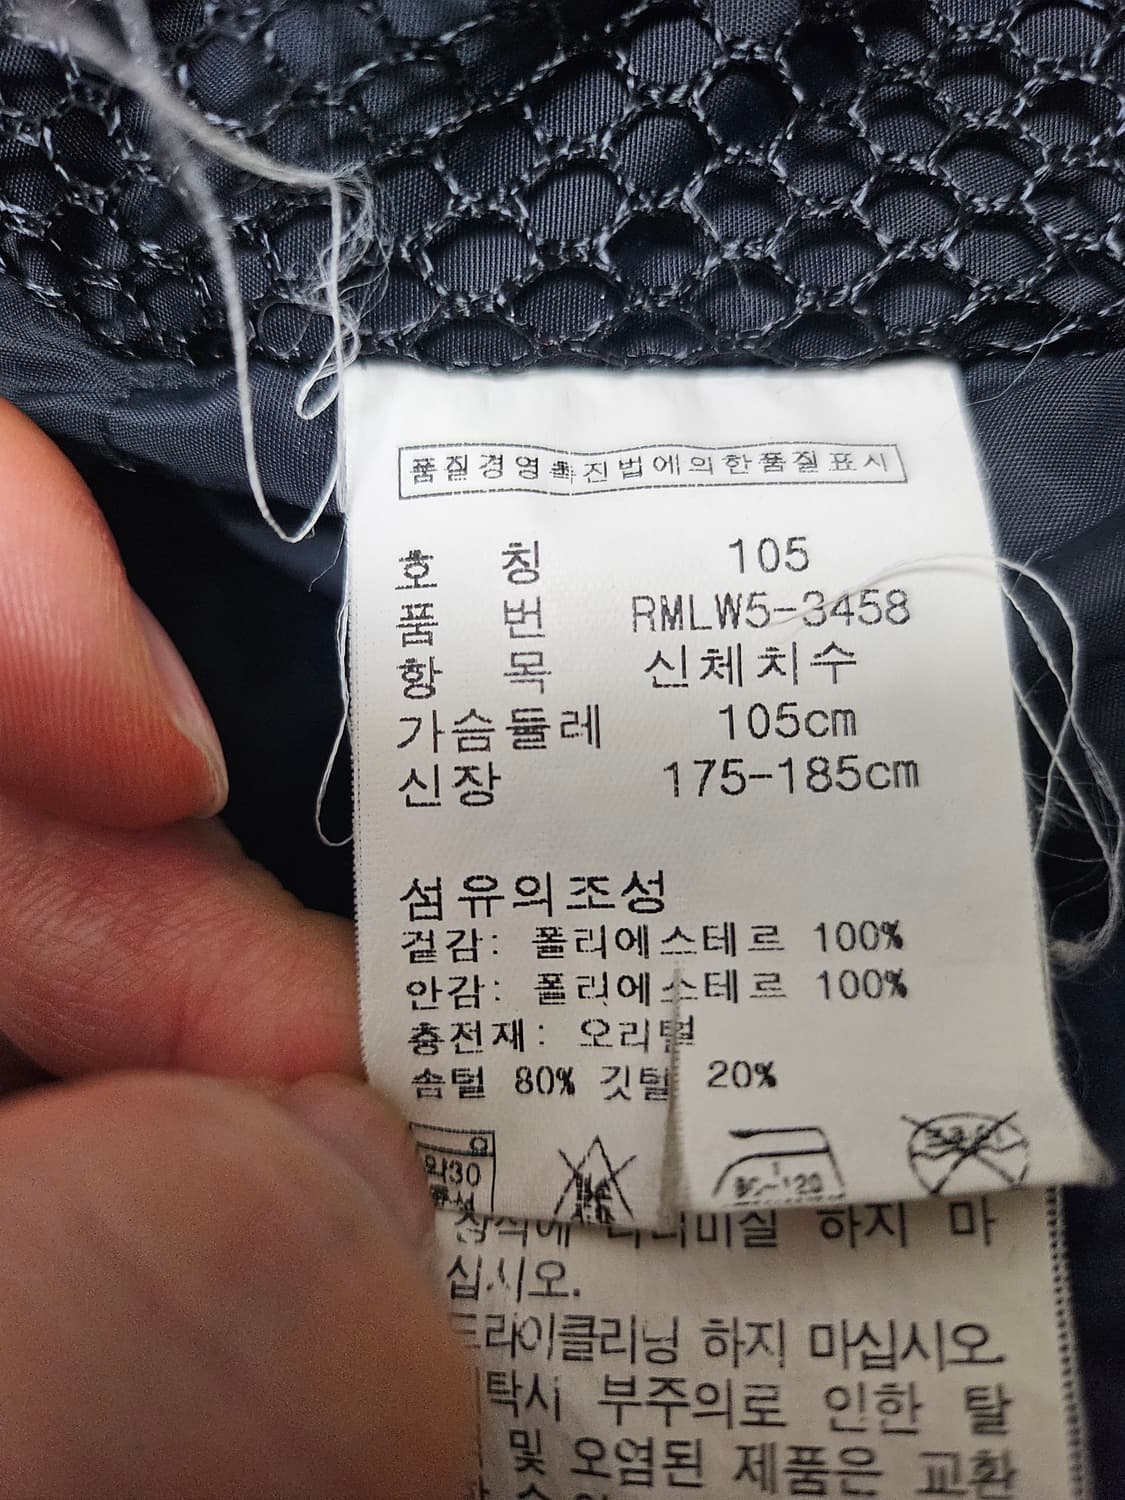 품질경영촉진법에의한품질표시
호 칭 105
품 번 RMLW5-3458
항 목 신체치수
가슴둘레 105cm
신장 175-185cm
섬유의조성
겉감: 폴리에스테르 100%
안감: 폴리에스테르 100%
충전재: 오리털
솜털 80% 깃털 20%
약30
80-120
하지 마
십시오.
드라이클리닝 하지 마십시오.
탁시 부주의로 인한 탈
및 오염된 제품은 교환